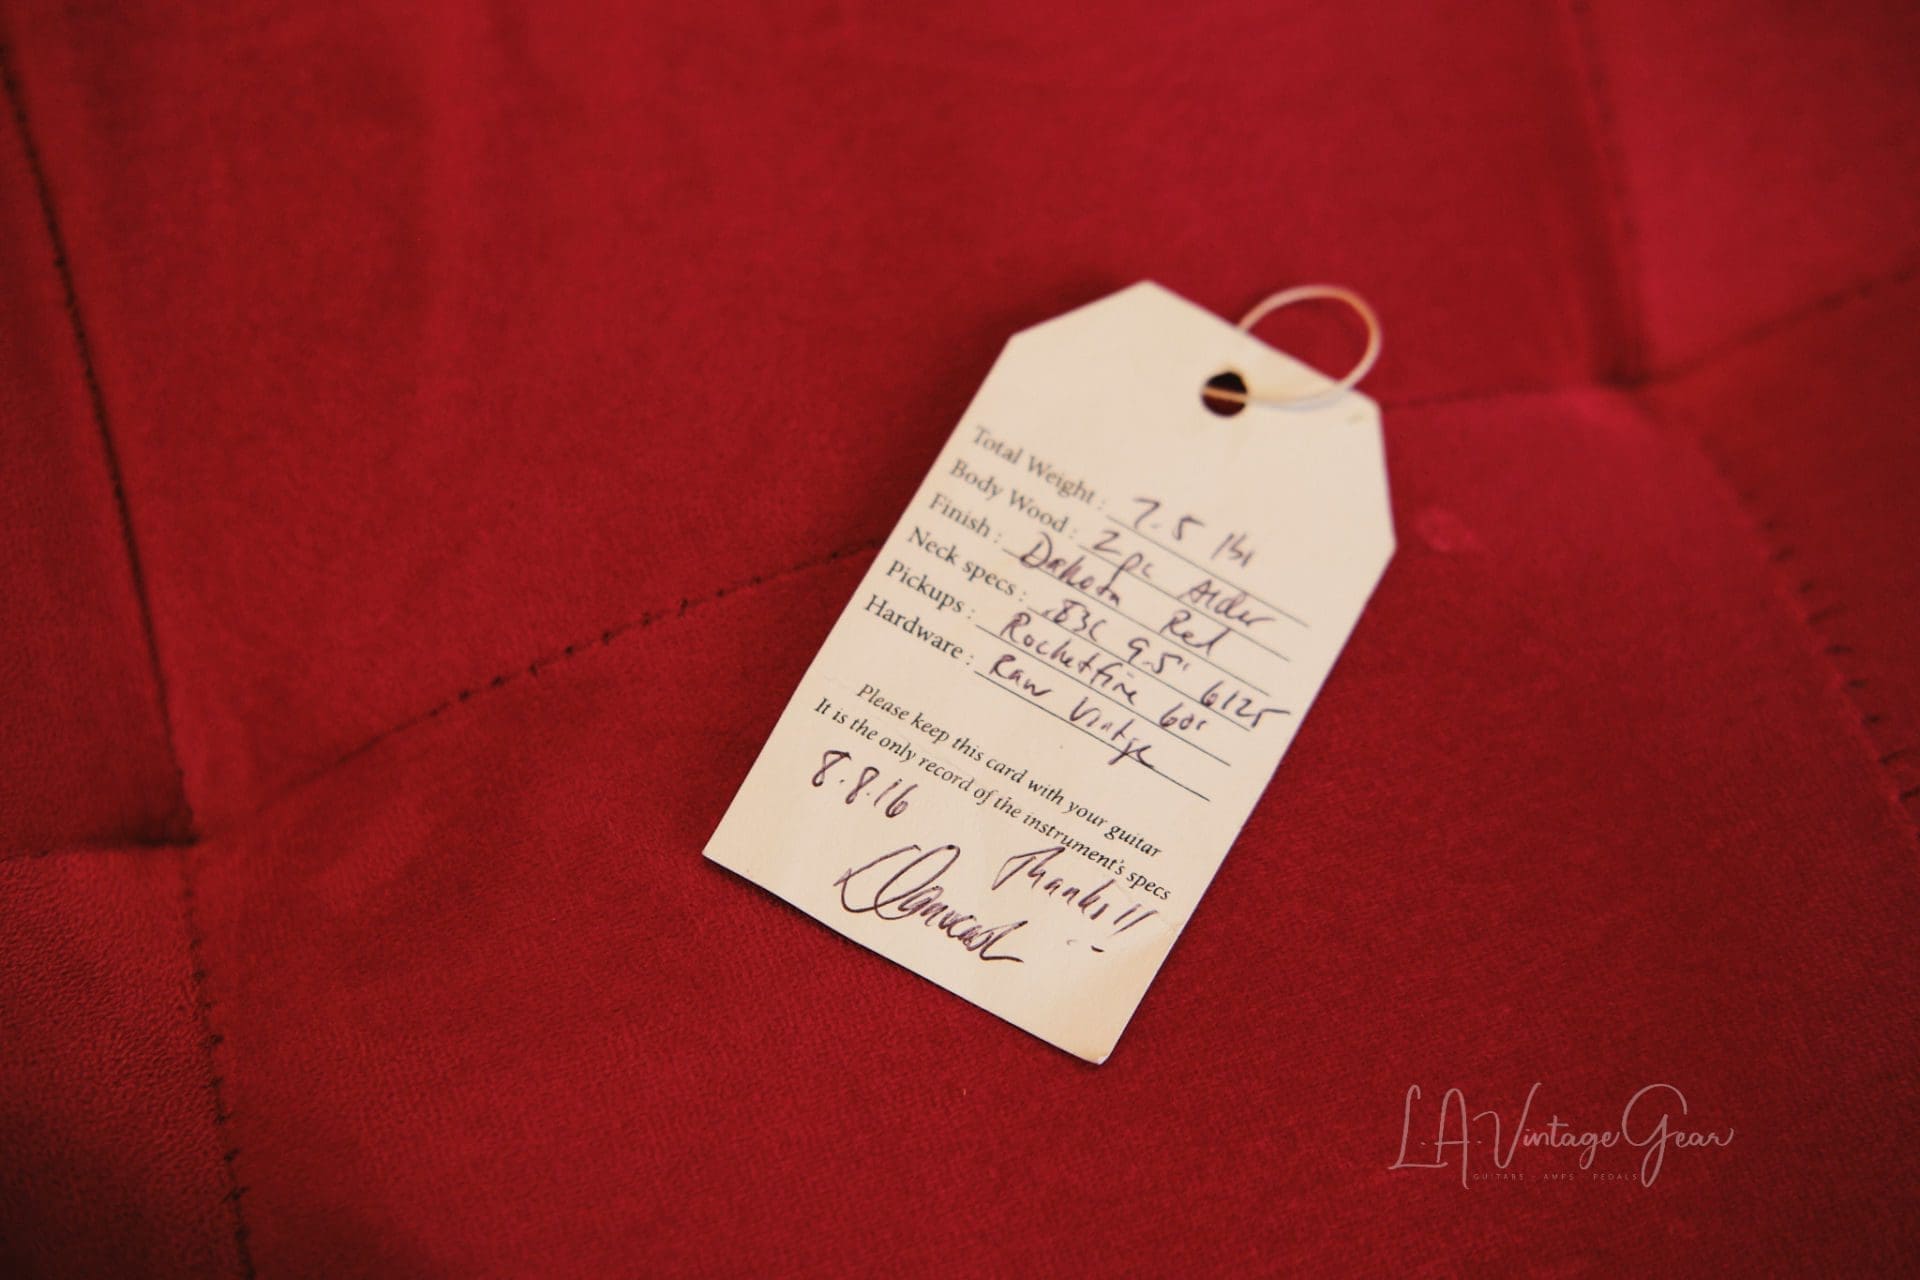 Total Weight : 7.5 lbs
Body Wood : 2pc Alder
Finish : Dakota Red
Neck specs : .83C 9.5" 6125
Pickups : Rocketfire 60s
Hardware : Raw Vintage
Please keep this card with your guitar
It is the only record of the instrument's specs
8.8.16
Thanks!!
L.A. Vintage Gear
GUITARS · AMPS · PEDALS